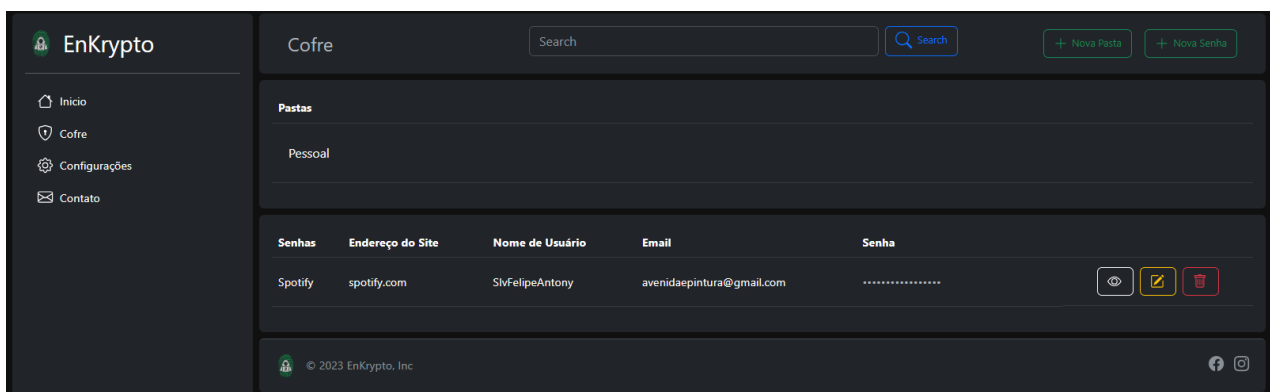 EnKrypto
Inicio
Cofre
Configurações
Contato
Cofre
Search
Search
+ Nova Pasta
+ Nova Senha
Pastas
Pessoal
Senhas Endereço do Site Nome de Usuário Email Senha
Spotify spotify.com SlvFelipeAntony avenidaepintura@gmail.com •••••••••••••••••
© 2023 EnKrypto, Inc